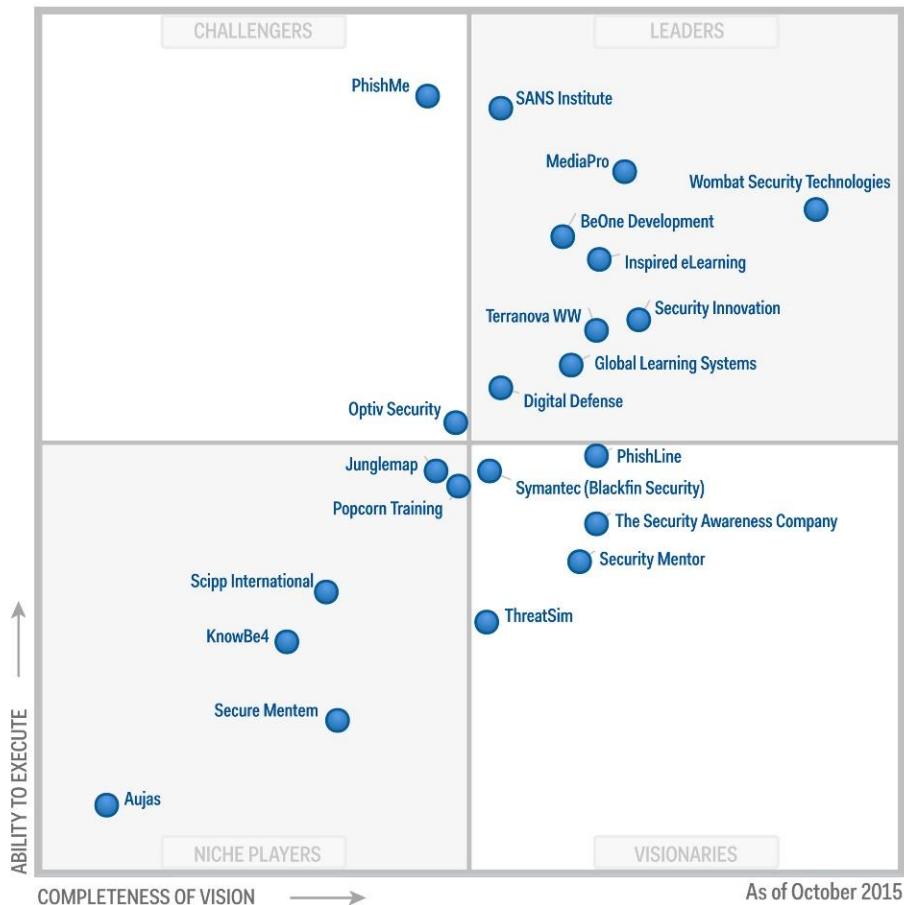 CHALLENGERS
LEADERS
PhishMe
SANS Institute
MediaPro
Wombat Security Technologies
BeOne Development
Inspired eLearning
Security Innovation
Terranova WW
Global Learning Systems
Digital Defense
Optiv Security
PhishLine
Junglemap
Symantec (Blackfin Security)
Popcorn Training
The Security Awareness Company
Security Mentor
Scipp International
ThreatSim
KnowBe4
Secure Mentem
Aujas
ABILITY TO EXECUTE
NICHE PLAYERS
VISIONARIES
COMPLETENESS OF VISION
As of October 2015